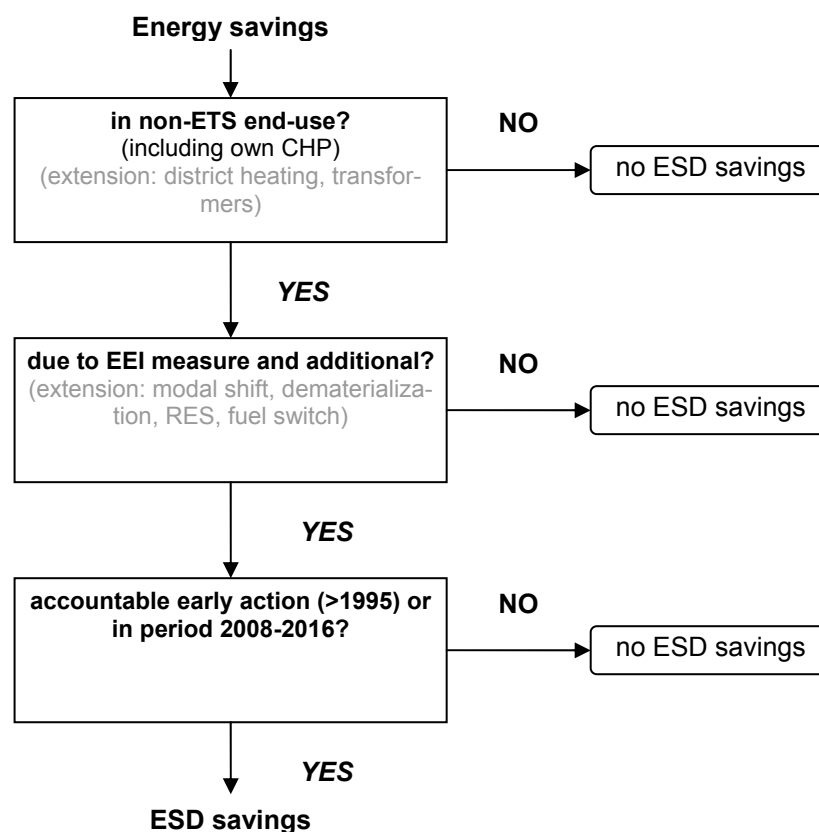 Energy savings
in non-ETS end-use?
(including own CHP)
(extension: district heating, transfor-
mers)
NO
no ESD savings
YES
due to EEI measure and additional?
(extension: modal shift, dematerializa-
tion, RES, fuel switch)
NO
no ESD savings
YES
accountable early action (>1995) or
in period 2008-2016?
NO
no ESD savings
YES
ESD savings